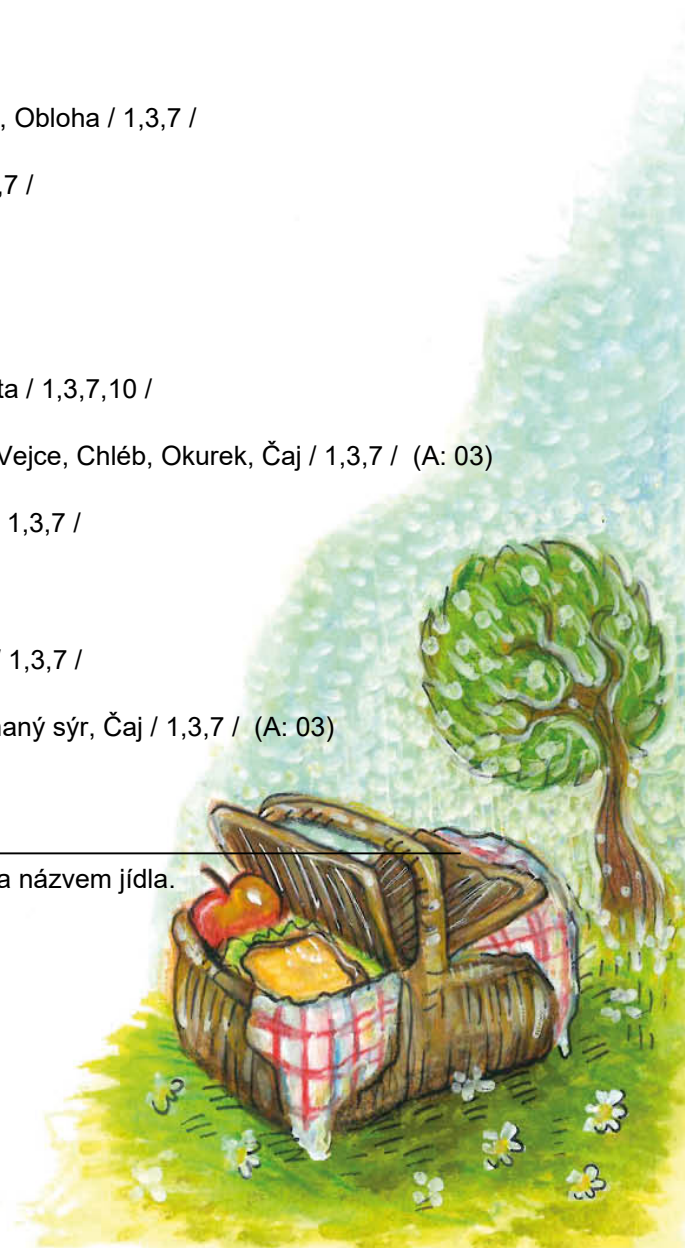 , Obloha / 1,3,7 /
,7 /
ta / 1,3,7,10 /
Vejce, Chléb, Okurek, Čaj / 1,3,7 / (A: 03)
1,3,7 /
/ 1,3,7 /
naný sýr, Čaj / 1,3,7 / (A: 03)
a názvem jídla.